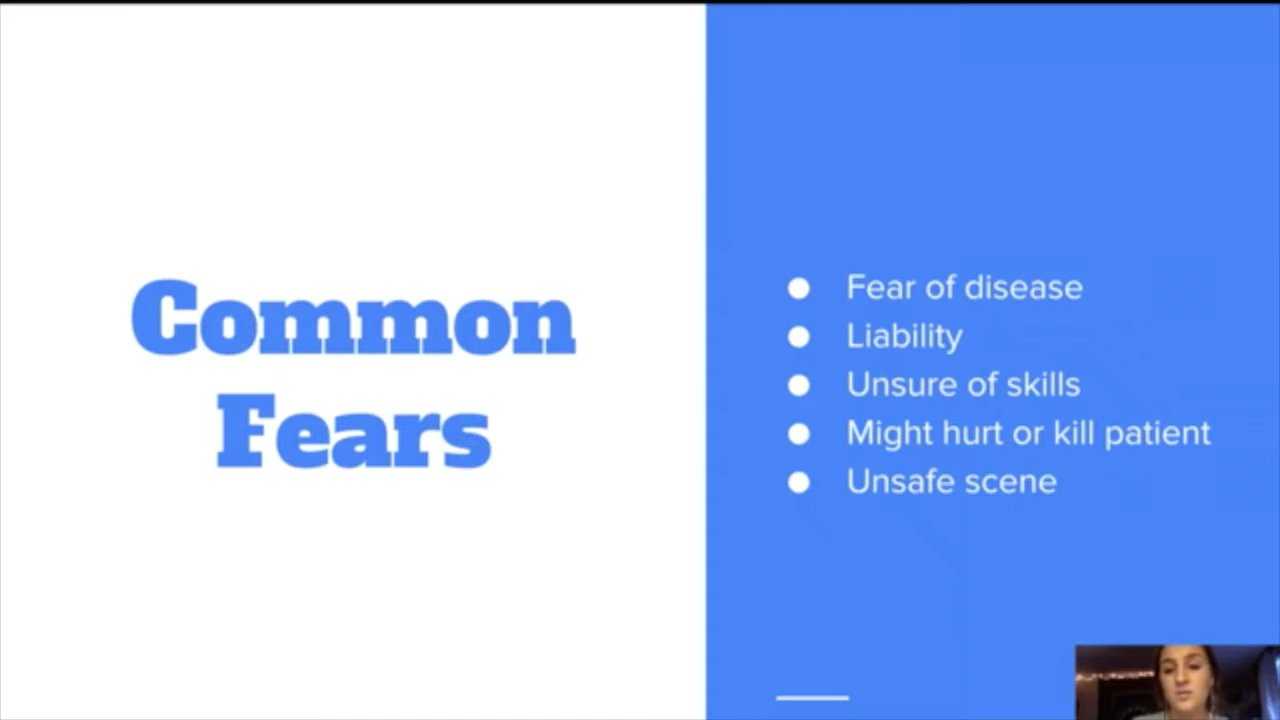 Common
Fears
Fear of disease
Liability
Unsure of skills
Might hurt or kill patient
Unsafe scene